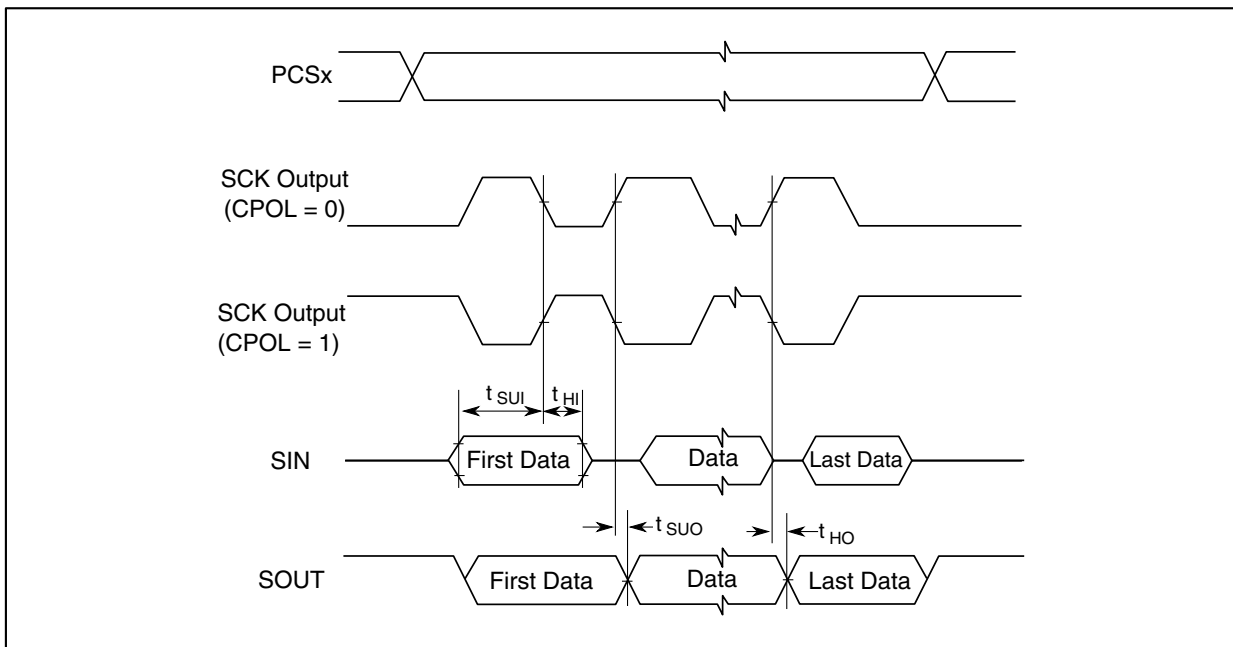 PCSx
SCK Output
(CPOL = 0)
SCK Output
(CPOL = 1)
t SUI
t HI
SIN
First Data
Data
Last Data
t SUO
t HO
SOUT
First Data
Data
Last Data